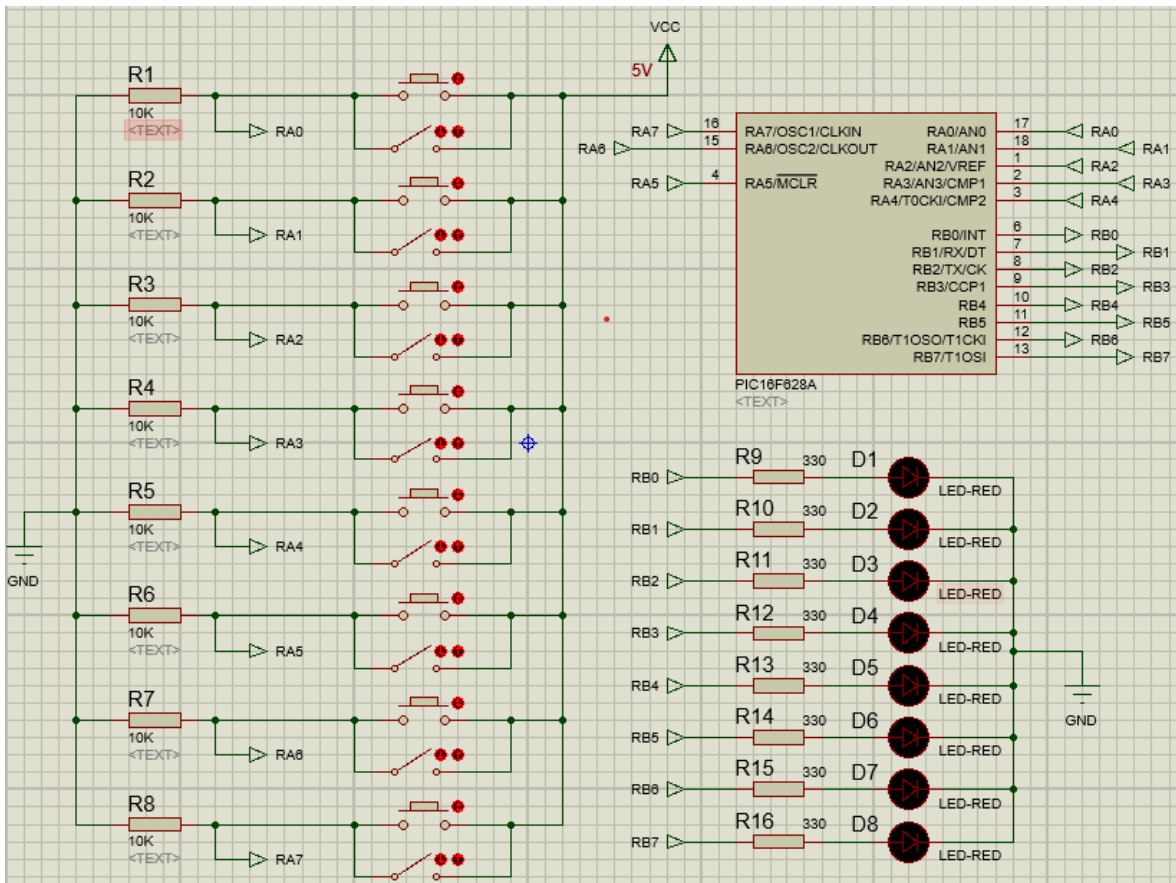 R1
10K
<TEXT>
RA0
R2
10K
<TEXT>
RA1
R3
10K
<TEXT>
RA2
R4
10K
<TEXT>
RA3
R5
10K
<TEXT>
RA4
GND
R6
10K
<TEXT>
RA5
R7
10K
<TEXT>
RA6
R8
10K
<TEXT>
RA7
VCC
5V
RA7 16 RA7/OSC1/CLKIN RA0/AN0 17 RA0
RA6 15 RA6/OSC2/CLKOUT RA1/AN1 18 RA1
RA2/AN2/VREF 1 RA2
RA5 4 RA5/MCLR RA3/AN3/CMP1 2 RA3
RA4/T0CKI/CMP2 3 RA4
RB0/INT 6 RB0
RB1/RX/DT 7 RB1
RB2/TX/CK 8 RB2
RB3/CCP1 9 RB3
RB4 10 RB4
RB5 11 RB5
RB6/T1OSO/T1CKI 12 RB6
RB7/T1OSI 13 RB7
PIC16F628A
<TEXT>
RB0 R9 330 D1 LED-RED
RB1 R10 330 D2 LED-RED
RB2 R11 330 D3 LED-RED
RB3 R12 330 D4 LED-RED
RB4 R13 330 D5 LED-RED
RB5 R14 330 D6 LED-RED
RB6 R15 330 D7 LED-RED
RB7 R16 330 D8 LED-RED
GND